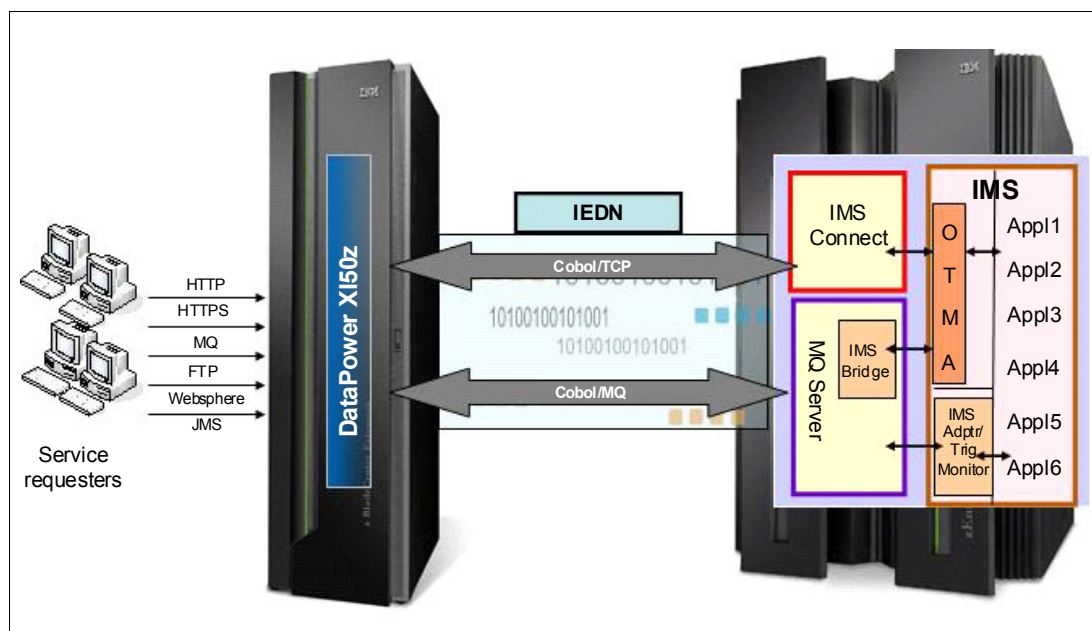 IBM
IBM
IEDN
IMS
Connect
IMS
O
T
M
A
Appl1
Appl2
Appl3
Appl4
Appl5
Appl6
Cobol/TCP
10100100101001
10100100101001
Cobol/MQ
MQ Server
IMS
Bridge
IMS
Adptr/
Trig
Monitor
DataPower XI50z
HTTP
HTTPS
MQ
FTP
Websphere
JMS
Service
requesters